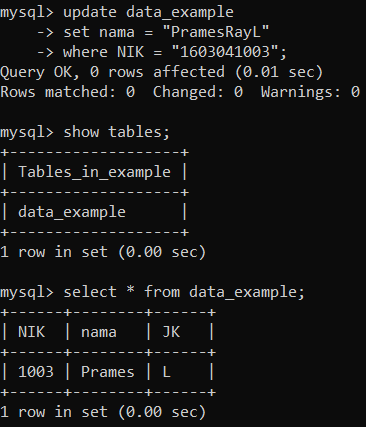 mysql> update data_example
    -> set nama = "PramesRayL"
    -> where NIK = "1603041003";
Query OK, 0 rows affected (0.01 sec)
Rows matched: 0  Changed: 0  Warnings: 0

mysql> show tables;
+-------------------+
| Tables_in_example |
+-------------------+
| data_example      |
+-------------------+
1 row in set (0.00 sec)

mysql> select * from data_example;
+------+--------+------+
| NIK  | nama   | JK   |
+------+--------+------+
| 1003 | Prames | L    |
+------+--------+------+
1 row in set (0.00 sec)